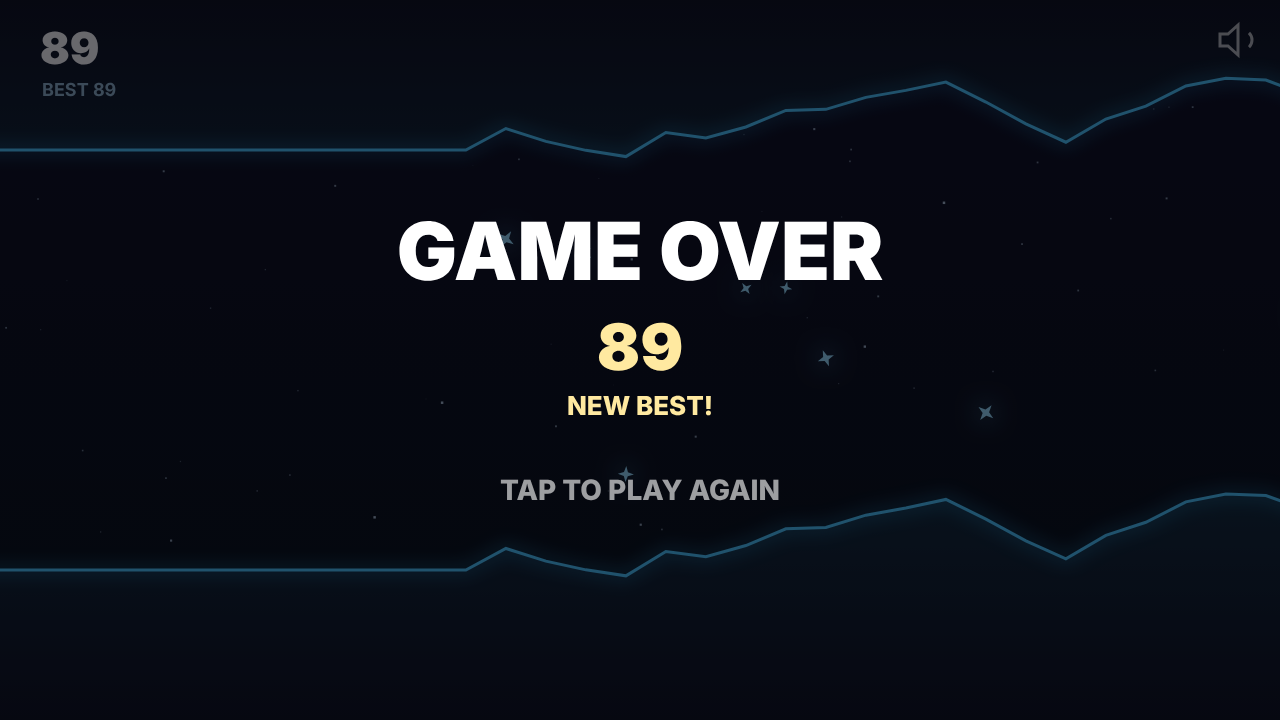 89
BEST 89
GAME OVER
89
NEW BEST!
TAP TO PLAY AGAIN